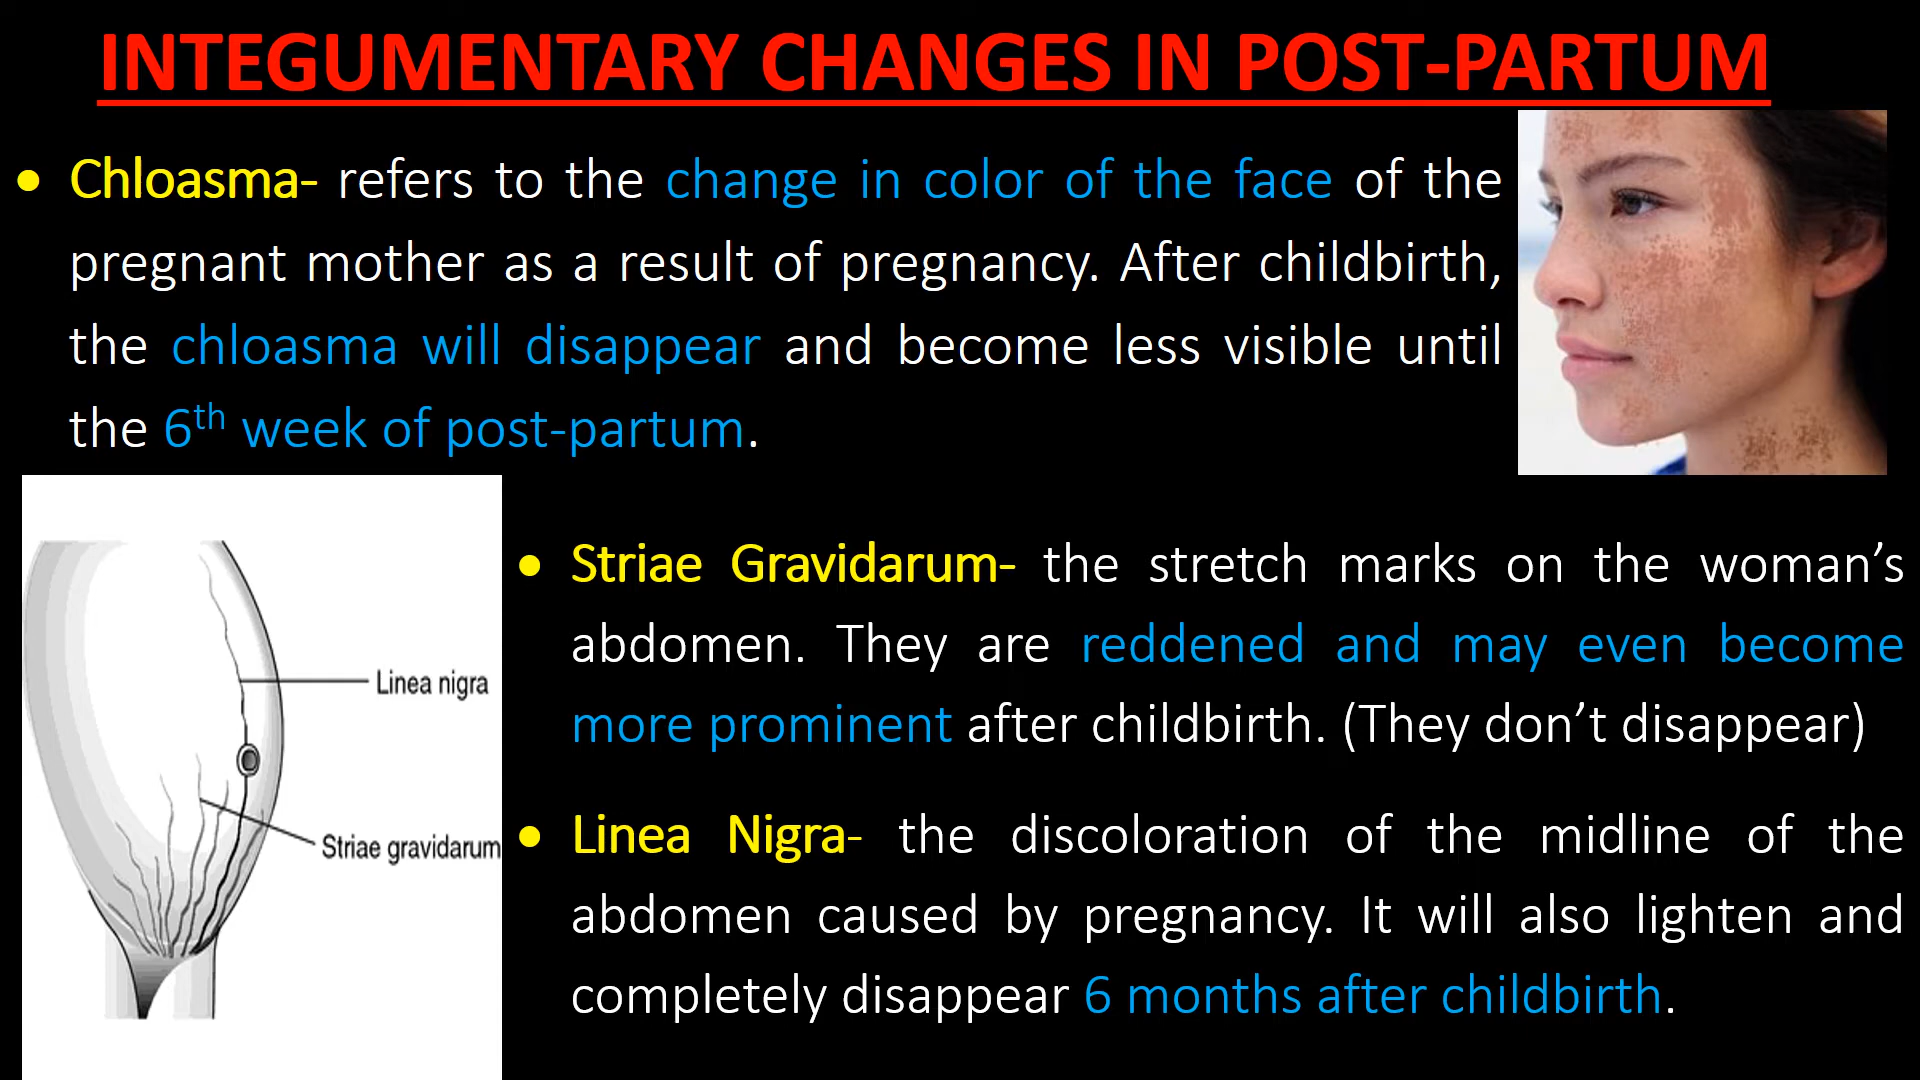 INTEGUMENTARY CHANGES IN POST-PARTUM
• Chloasma- refers to the change in color of the face of the
pregnant mother as a result of pregnancy. After childbirth,
the chloasma will disappear and become less visible until
the 6th week of post-partum.
Linea nigra
Striae gravidarum
• Striae Gravidarum- the stretch marks on the woman’s
abdomen. They are reddened and may even become
more prominent after childbirth. (They don’t disappear)
• Linea Nigra- the discoloration of the midline of the
abdomen caused by pregnancy. It will also lighten and
completely disappear 6 months after childbirth.